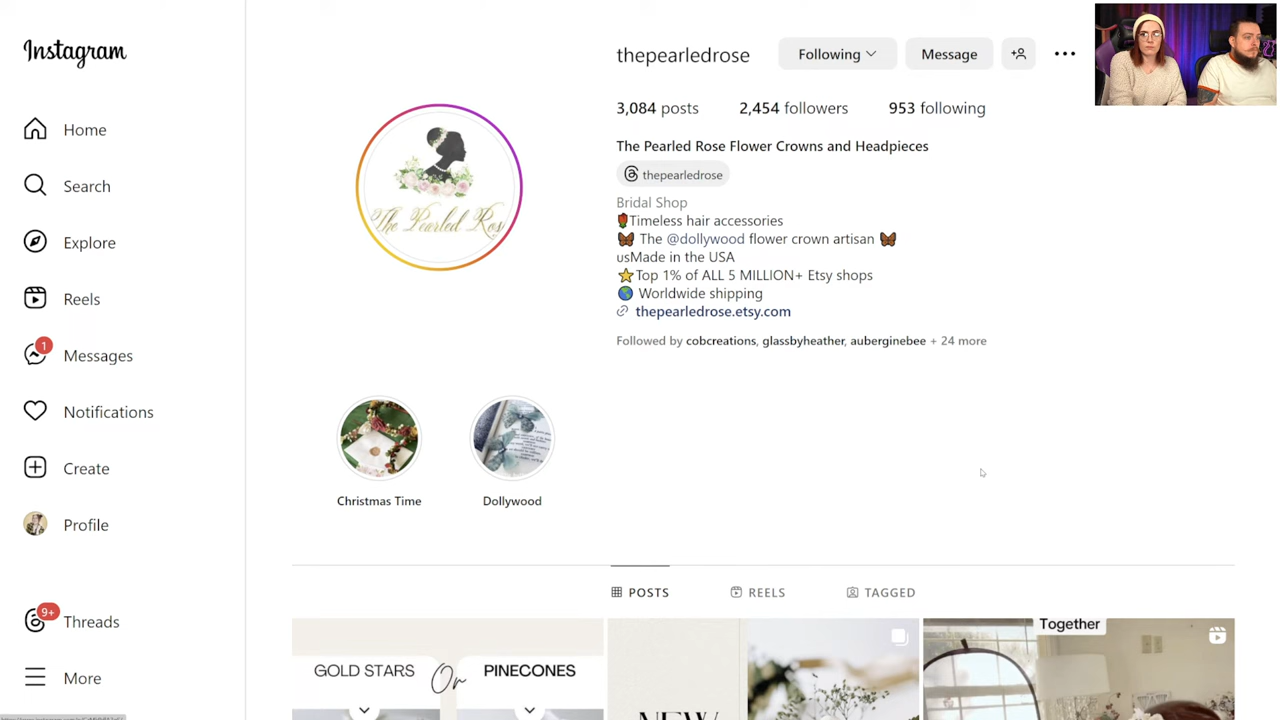 Instagram
Home
Search
Explore
Reels
1
Messages
Notifications
Create
Profile
9+
Threads
More
thepearledrose
Following
Message
3,084 posts 2,454 followers 953 following
The Pearled Rose Flower Crowns and Headpieces
thepearledrose
Bridal Shop
🌹Timeless hair accessories
🦋 The @dollywood flower crown artisan 🦋
usMade in the USA
⭐Top 1% of ALL 5 MILLION+ Etsy shops
🌎 Worldwide shipping
thepearledrose.etsy.com
Followed by cobcreations, glassbyheather, auberginebee + 24 more
The Pearled Ros
Christmas Time
Dollywood
POSTS
REELS
TAGGED
GOLD STARS Or PINECONES
NEW
Together